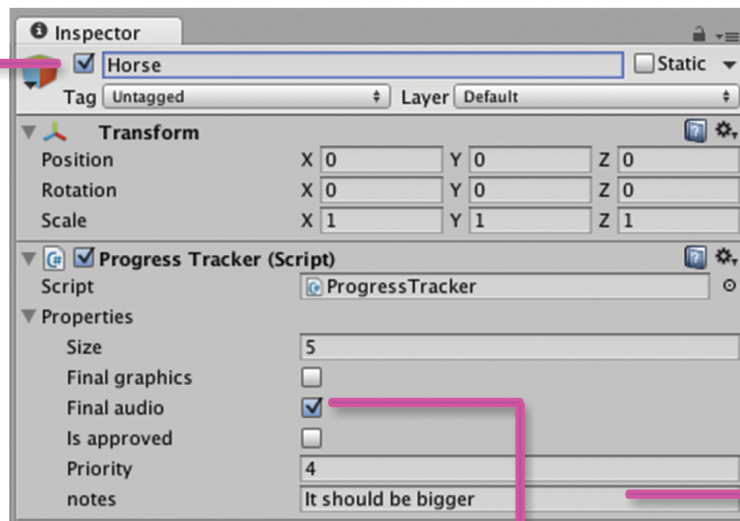 Inspector
Horse Static
Tag Untagged Layer Default
Transform
Position X 0 Y 0 Z 0
Rotation X 0 Y 0 Z 0
Scale X 1 Y 1 Z 1
Progress Tracker (Script)
Script ProgressTracker
Properties
Size 5
Final graphics
Final audio
Is approved
Priority 4
notes It should be bigger